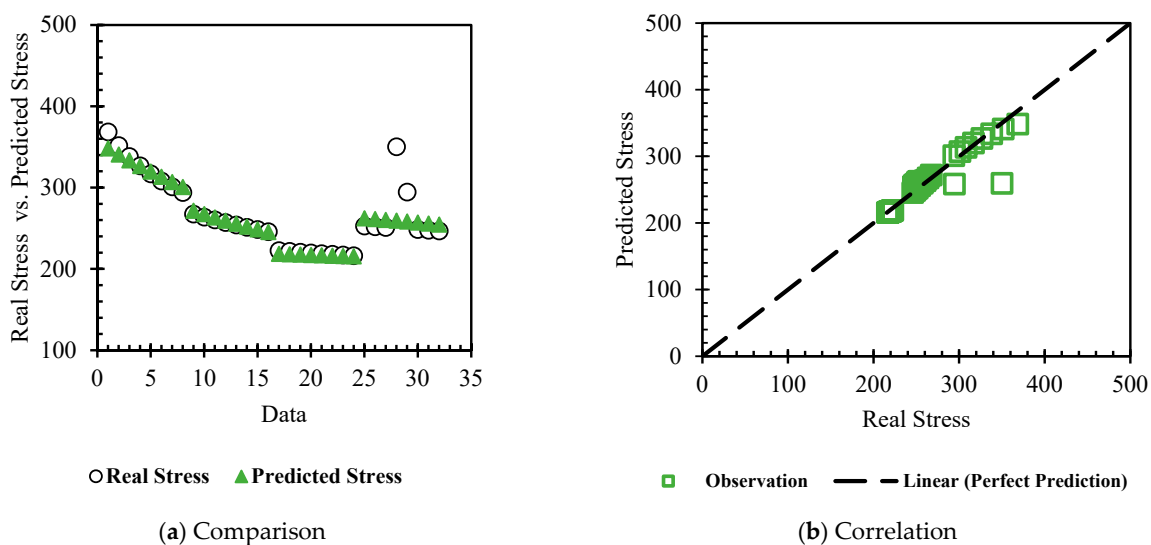 500
400
300
200
100
0
5
10
15
20
25
30
35
Real Stress vs. Predicted Stress
Data
Real Stress
Predicted Stress
(a) Comparison
500
400
300
200
100
0
0
100
200
300
400
500
Predicted Stress
Real Stress
Observation
Linear (Perfect Prediction)
(b) Correlation